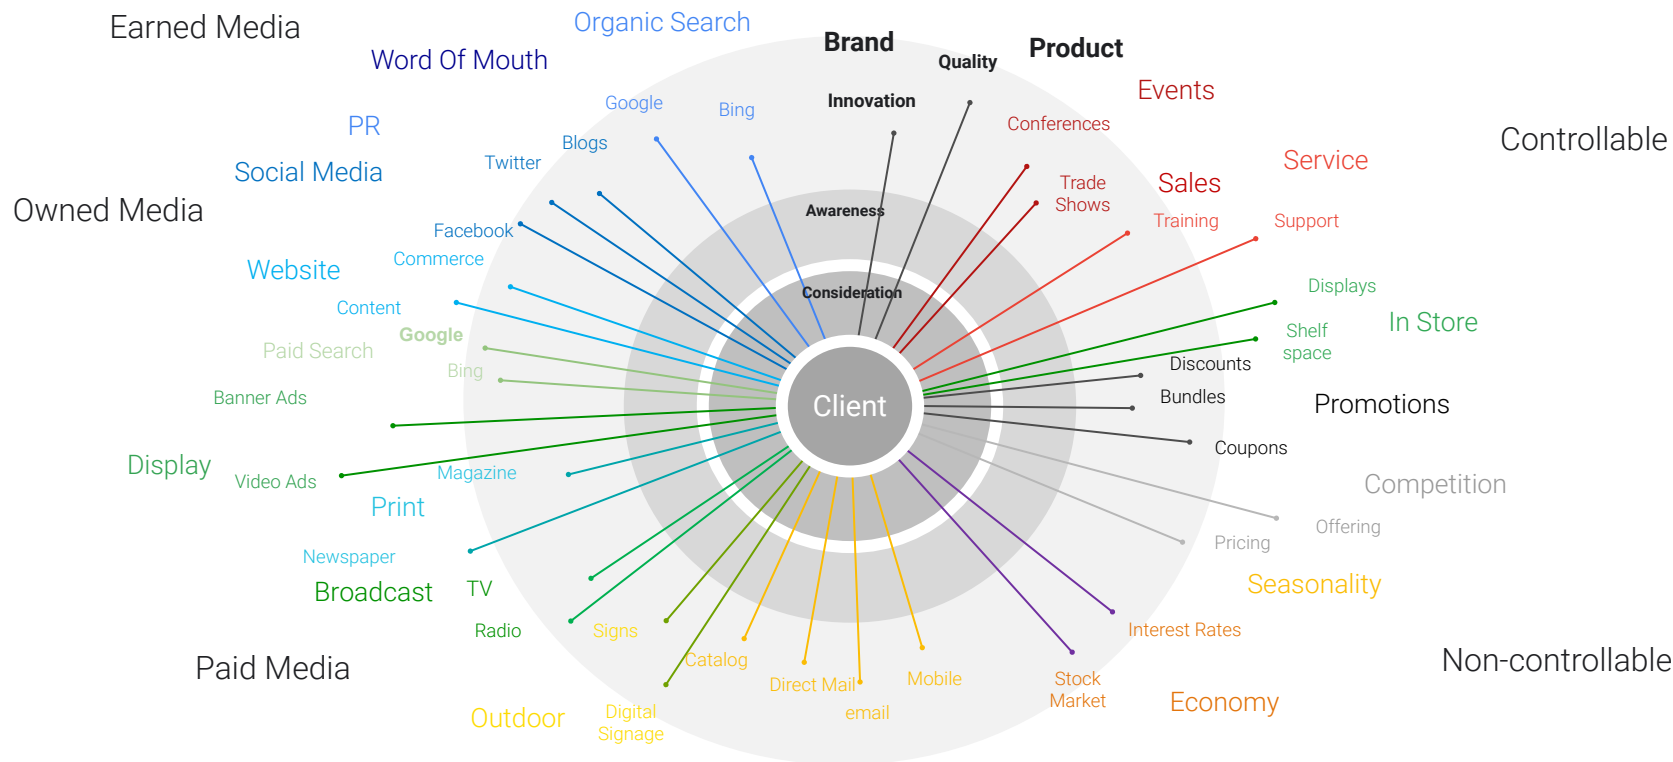 Earned Media
Organic Search
Word Of Mouth
Brand
Product
Quality
Events
Google
Bing
Innovation
Conferences
PR
Blogs
Controllable
Twitter
Service
Social Media
Trade
Shows
Sales
Owned Media
Awareness
Training
Support
Facebook
Commerce
Website
Displays
Consideration
Content
In Store
Google
Shelf
space
Paid Search
Bing
Discounts
Banner Ads
Bundles
Client
Promotions
Coupons
Display
Video Ads
Magazine
Competition
Print
Offering
Newspaper
Pricing
Broadcast
TV
Seasonality
Radio
Signs
Interest Rates
Paid Media
Catalog
Non-controllable
Direct Mail
Mobile
Stock
Market
Economy
Outdoor
Digital
Signage
email